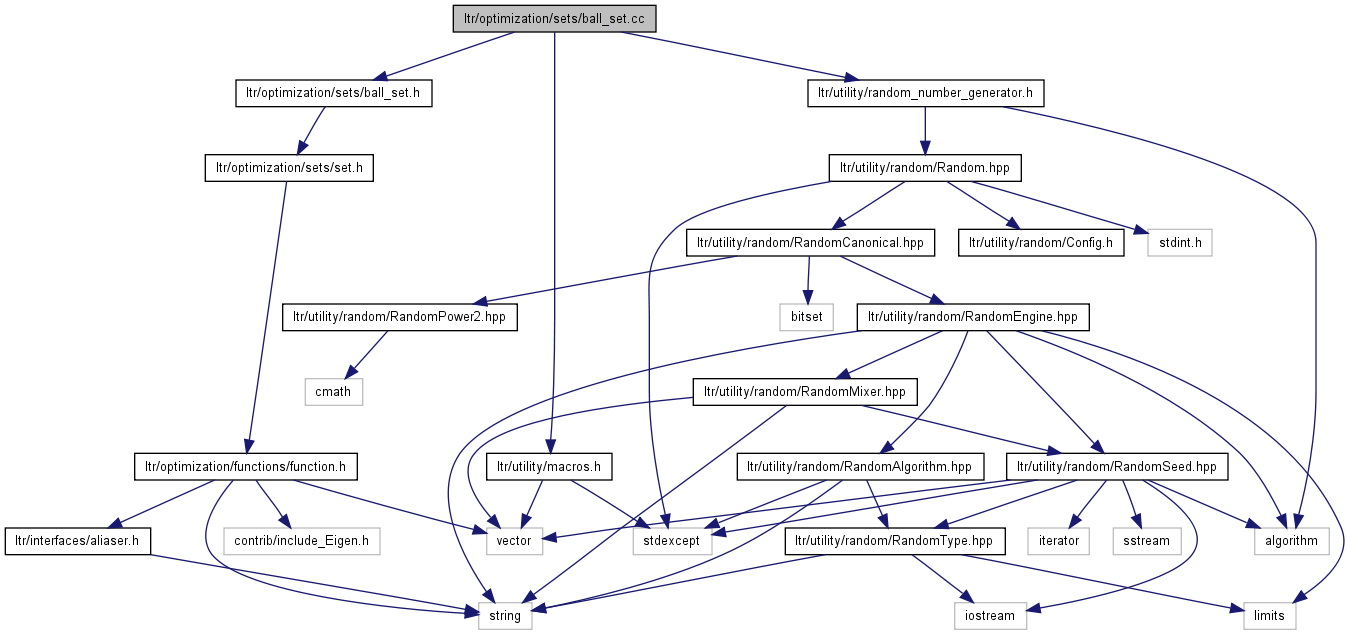 ltr/optimization/sets/ball_set.cc
ltr/optimization/sets/ball_set.h
ltr/utility/random_number_generator.h
ltr/optimization/sets/set.h
ltr/utility/random/Random.hpp
ltr/utility/random/RandomCanonical.hpp
ltr/utility/random/Config.h
stdint.h
ltr/utility/random/RandomPower2.hpp
bitset
ltr/utility/random/RandomEngine.hpp
cmath
ltr/utility/random/RandomMixer.hpp
ltr/optimization/functions/function.h
ltr/utility/macros.h
ltr/utility/random/RandomAlgorithm.hpp
ltr/utility/random/RandomSeed.hpp
ltr/interfaces/aliaser.h
contrib/include_Eigen.h
vector
stdexcept
ltr/utility/random/RandomType.hpp
iterator
sstream
algorithm
string
iostream
limits